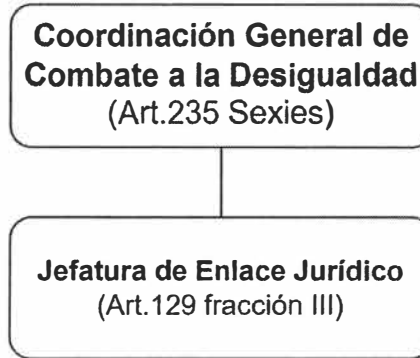 Coordinación General de
Combate a la Desigualdad
(Art.235 Sexies)
Jefatura de Enlace Jurídico
(Art.129 fracción III)